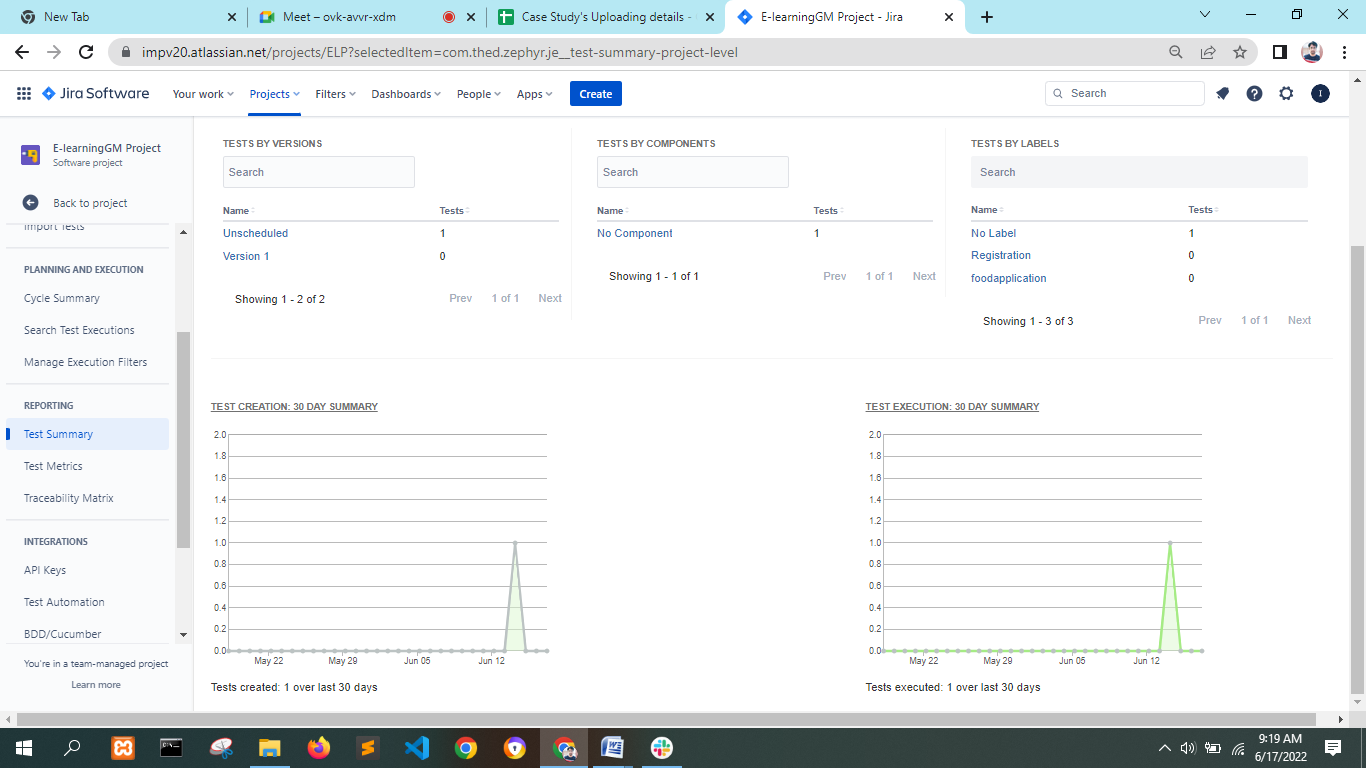 New Tab
Meet – ovk-avvr-xdm
Case Study's Uploading details -
E-learningGM Project - Jira
impv20.atlassian.net/projects/ELP?selectedItem=com.thed.zephyr.je__test-summary-project-level
Jira Software
Your work
Projects
Filters
Dashboards
People
Apps
Create
Search
I
E-learningGM Project
Software project
Back to project
Import Tests
PLANNING AND EXECUTION
Cycle Summary
Search Test Executions
Manage Execution Filters
REPORTING
Test Summary
Test Metrics
Traceability Matrix
INTEGRATIONS
API Keys
Test Automation
BDD/Cucumber
You're in a team-managed project
Learn more
TESTS BY VERSIONS
Search
Name Tests
Unscheduled 1
Version 1 0
Showing 1 - 2 of 2 Prev 1 of 1 Next
TESTS BY COMPONENTS
Search
Name Tests
No Component 1
Showing 1 - 1 of 1 Prev 1 of 1 Next
TESTS BY LABELS
Search
Name Tests
No Label 1
Registration 0
foodapplication 0
Showing 1 - 3 of 3 Prev 1 of 1 Next
TEST CREATION: 30 DAY SUMMARY
2.0
1.8
1.6
1.4
1.2
1.0
0.8
0.6
0.4
0.2
0.0
May 22 May 29 Jun 05 Jun 12
Tests created: 1 over last 30 days
TEST EXECUTION: 30 DAY SUMMARY
2.0
1.8
1.6
1.4
1.2
1.0
0.8
0.6
0.4
0.2
0.0
May 22 May 29 Jun 05 Jun 12
Tests executed: 1 over last 30 days
9:19 AM
6/17/2022